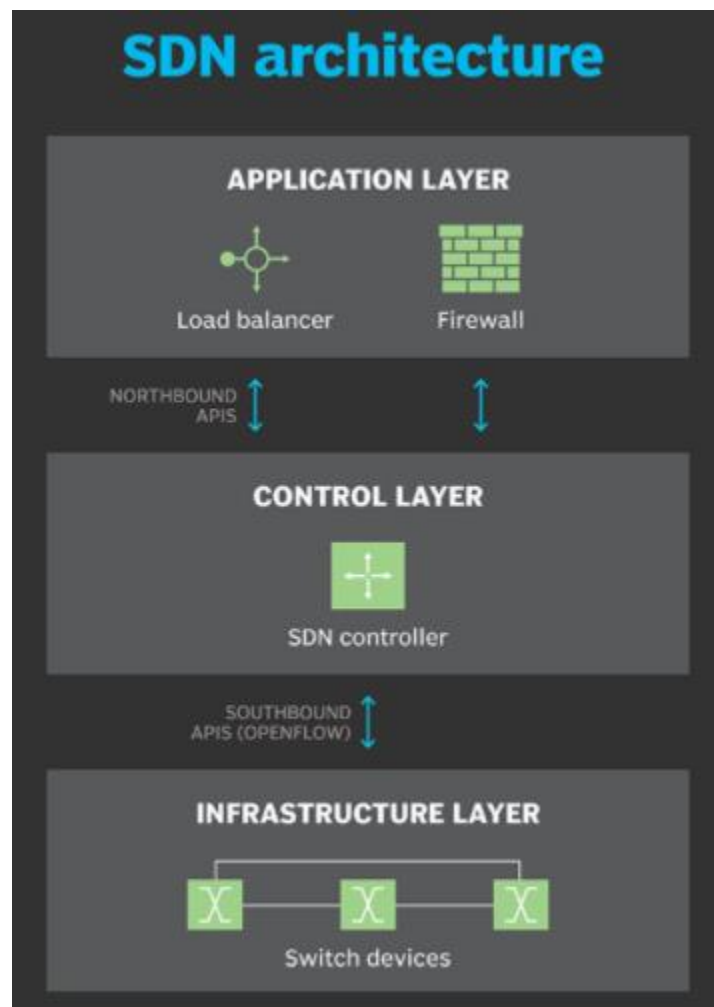 SDN architecture
APPLICATION LAYER
Load balancer
Firewall
NORTHBOUND
APIS
CONTROL LAYER
SDN controller
SOUTHBOUND
APIS (OPENFLOW)
INFRASTRUCTURE LAYER
Switch devices